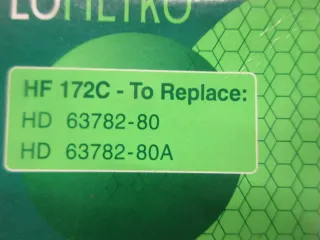 HF 172C - To Replace:
HD 63782-80
HD 63782-80A